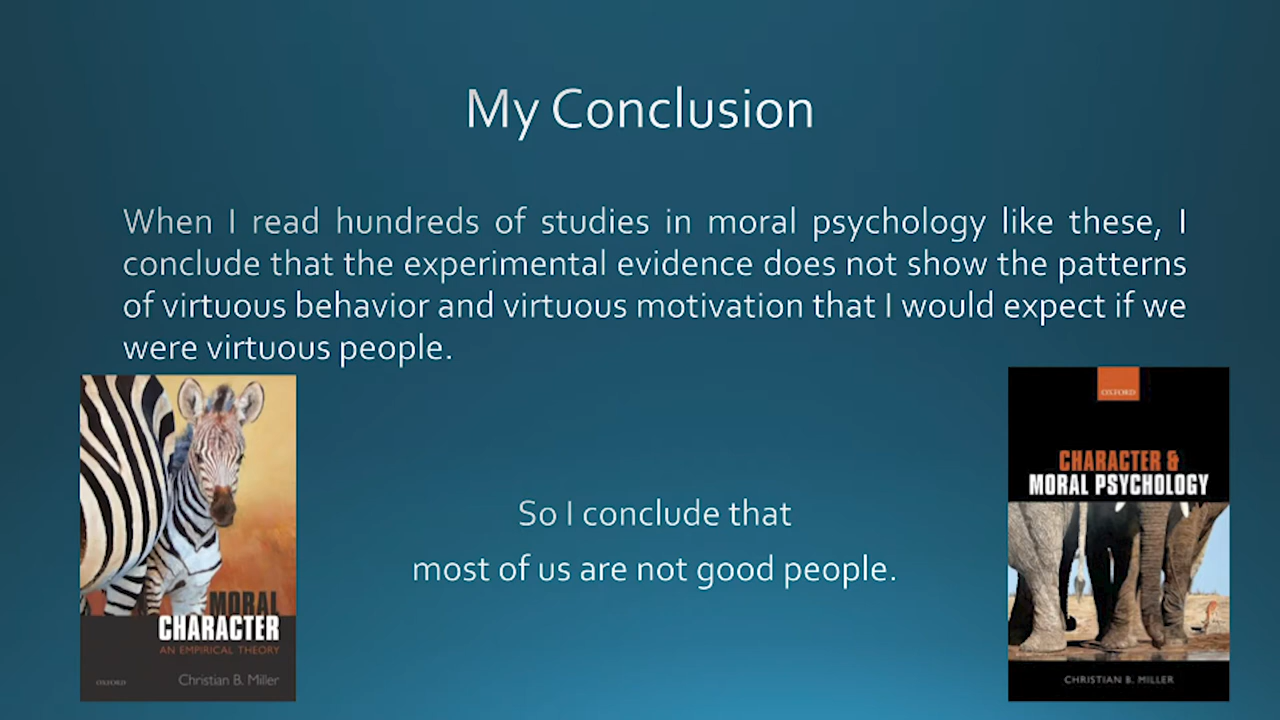 My Conclusion
When I read hundreds of studies in moral psychology like these, I
conclude that the experimental evidence does not show the patterns
of virtuous behavior and virtuous motivation that I would expect if we
were virtuous people.
So I conclude that
most of us are not good people.
MORAL
CHARACTER
AN EMPIRICAL THEORY
OXFORD
Christian B. Miller
OXFORD
CHARACTER &
MORAL PSYCHOLOGY
CHRISTIAN B. MILLER